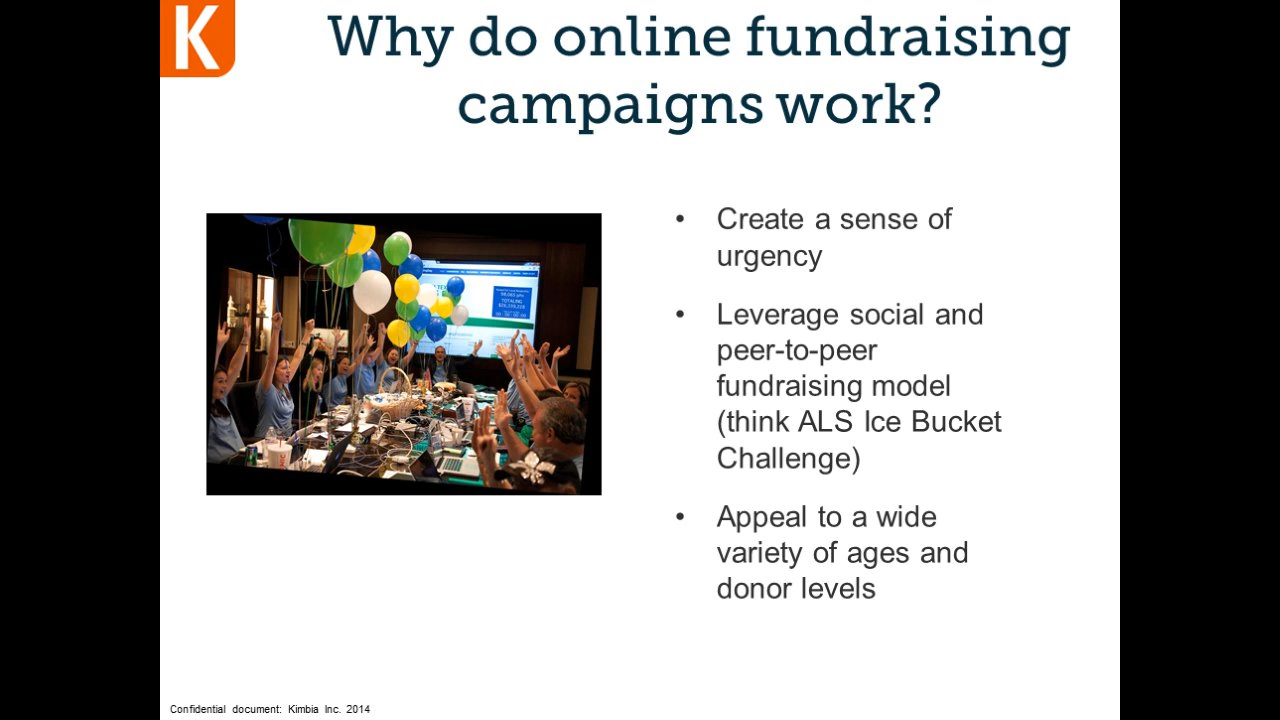 K
Why do online fundraising
campaigns work?
• Create a sense of
urgency
• Leverage social and
peer-to-peer
fundraising model
(think ALS Ice Bucket
Challenge)
• Appeal to a wide
variety of ages and
donor levels
TOTALING
Confidential document: Kimbia Inc. 2014